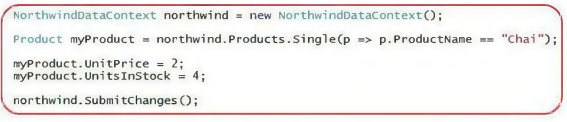 NorthwindDataContext northwind = new NorthwindDataContext();
Product myProduct = northwind.Products.Single(p => p.ProductName == "Chai");
myProduct.UnitPrice = 2;
myProduct.UnitsInStock = 4;
northwind.SubmitChanges();